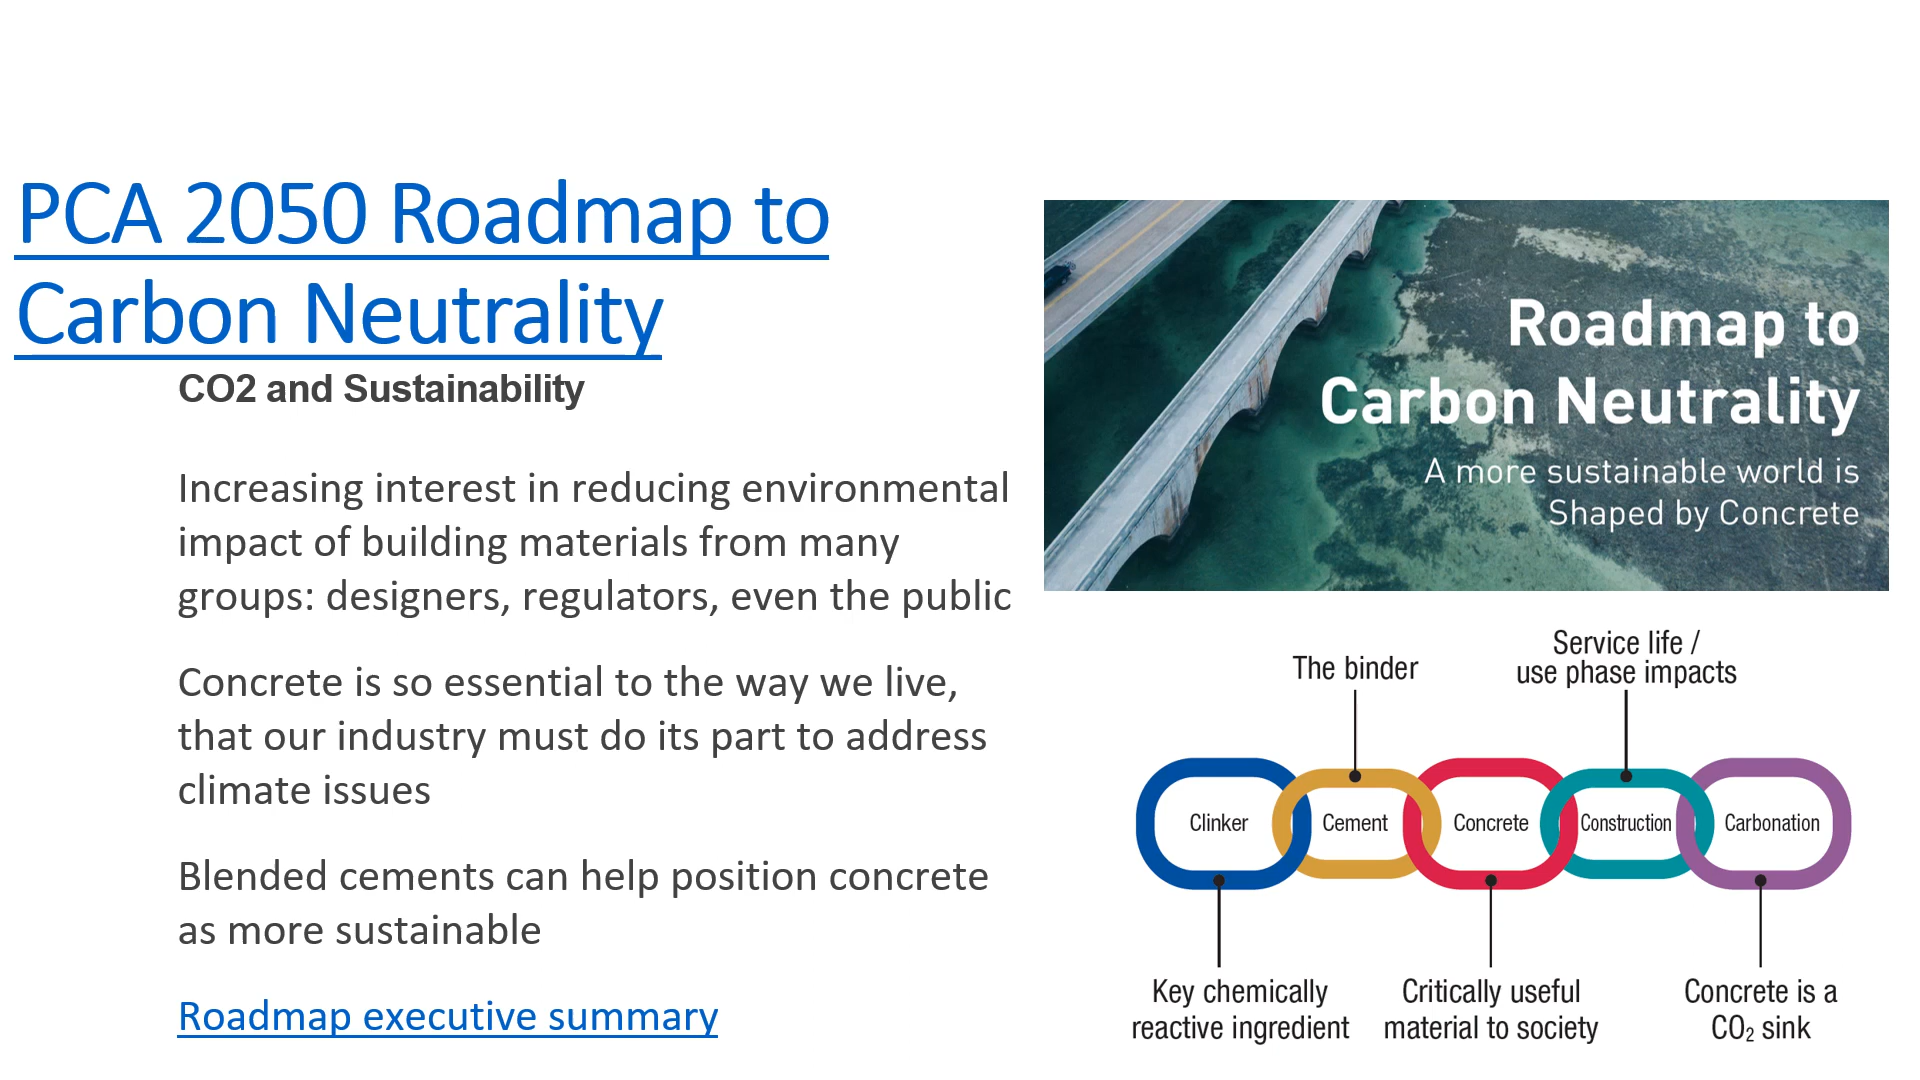 PCA 2050 Roadmap to
Carbon Neutrality
CO2 and Sustainability
Increasing interest in reducing environmental
impact of building materials from many
groups: designers, regulators, even the public
Concrete is so essential to the way we live,
that our industry must do its part to address
climate issues
Blended cements can help position concrete
as more sustainable
Roadmap executive summary
Roadmap to
Carbon Neutrality
A more sustainable world is
Shaped by Concrete
The binder
Service life /
use phase impacts
Clinker
Cement
Concrete
Construction
Carbonation
Key chemically
reactive ingredient
Critically useful
material to society
Concrete is a
CO₂ sink